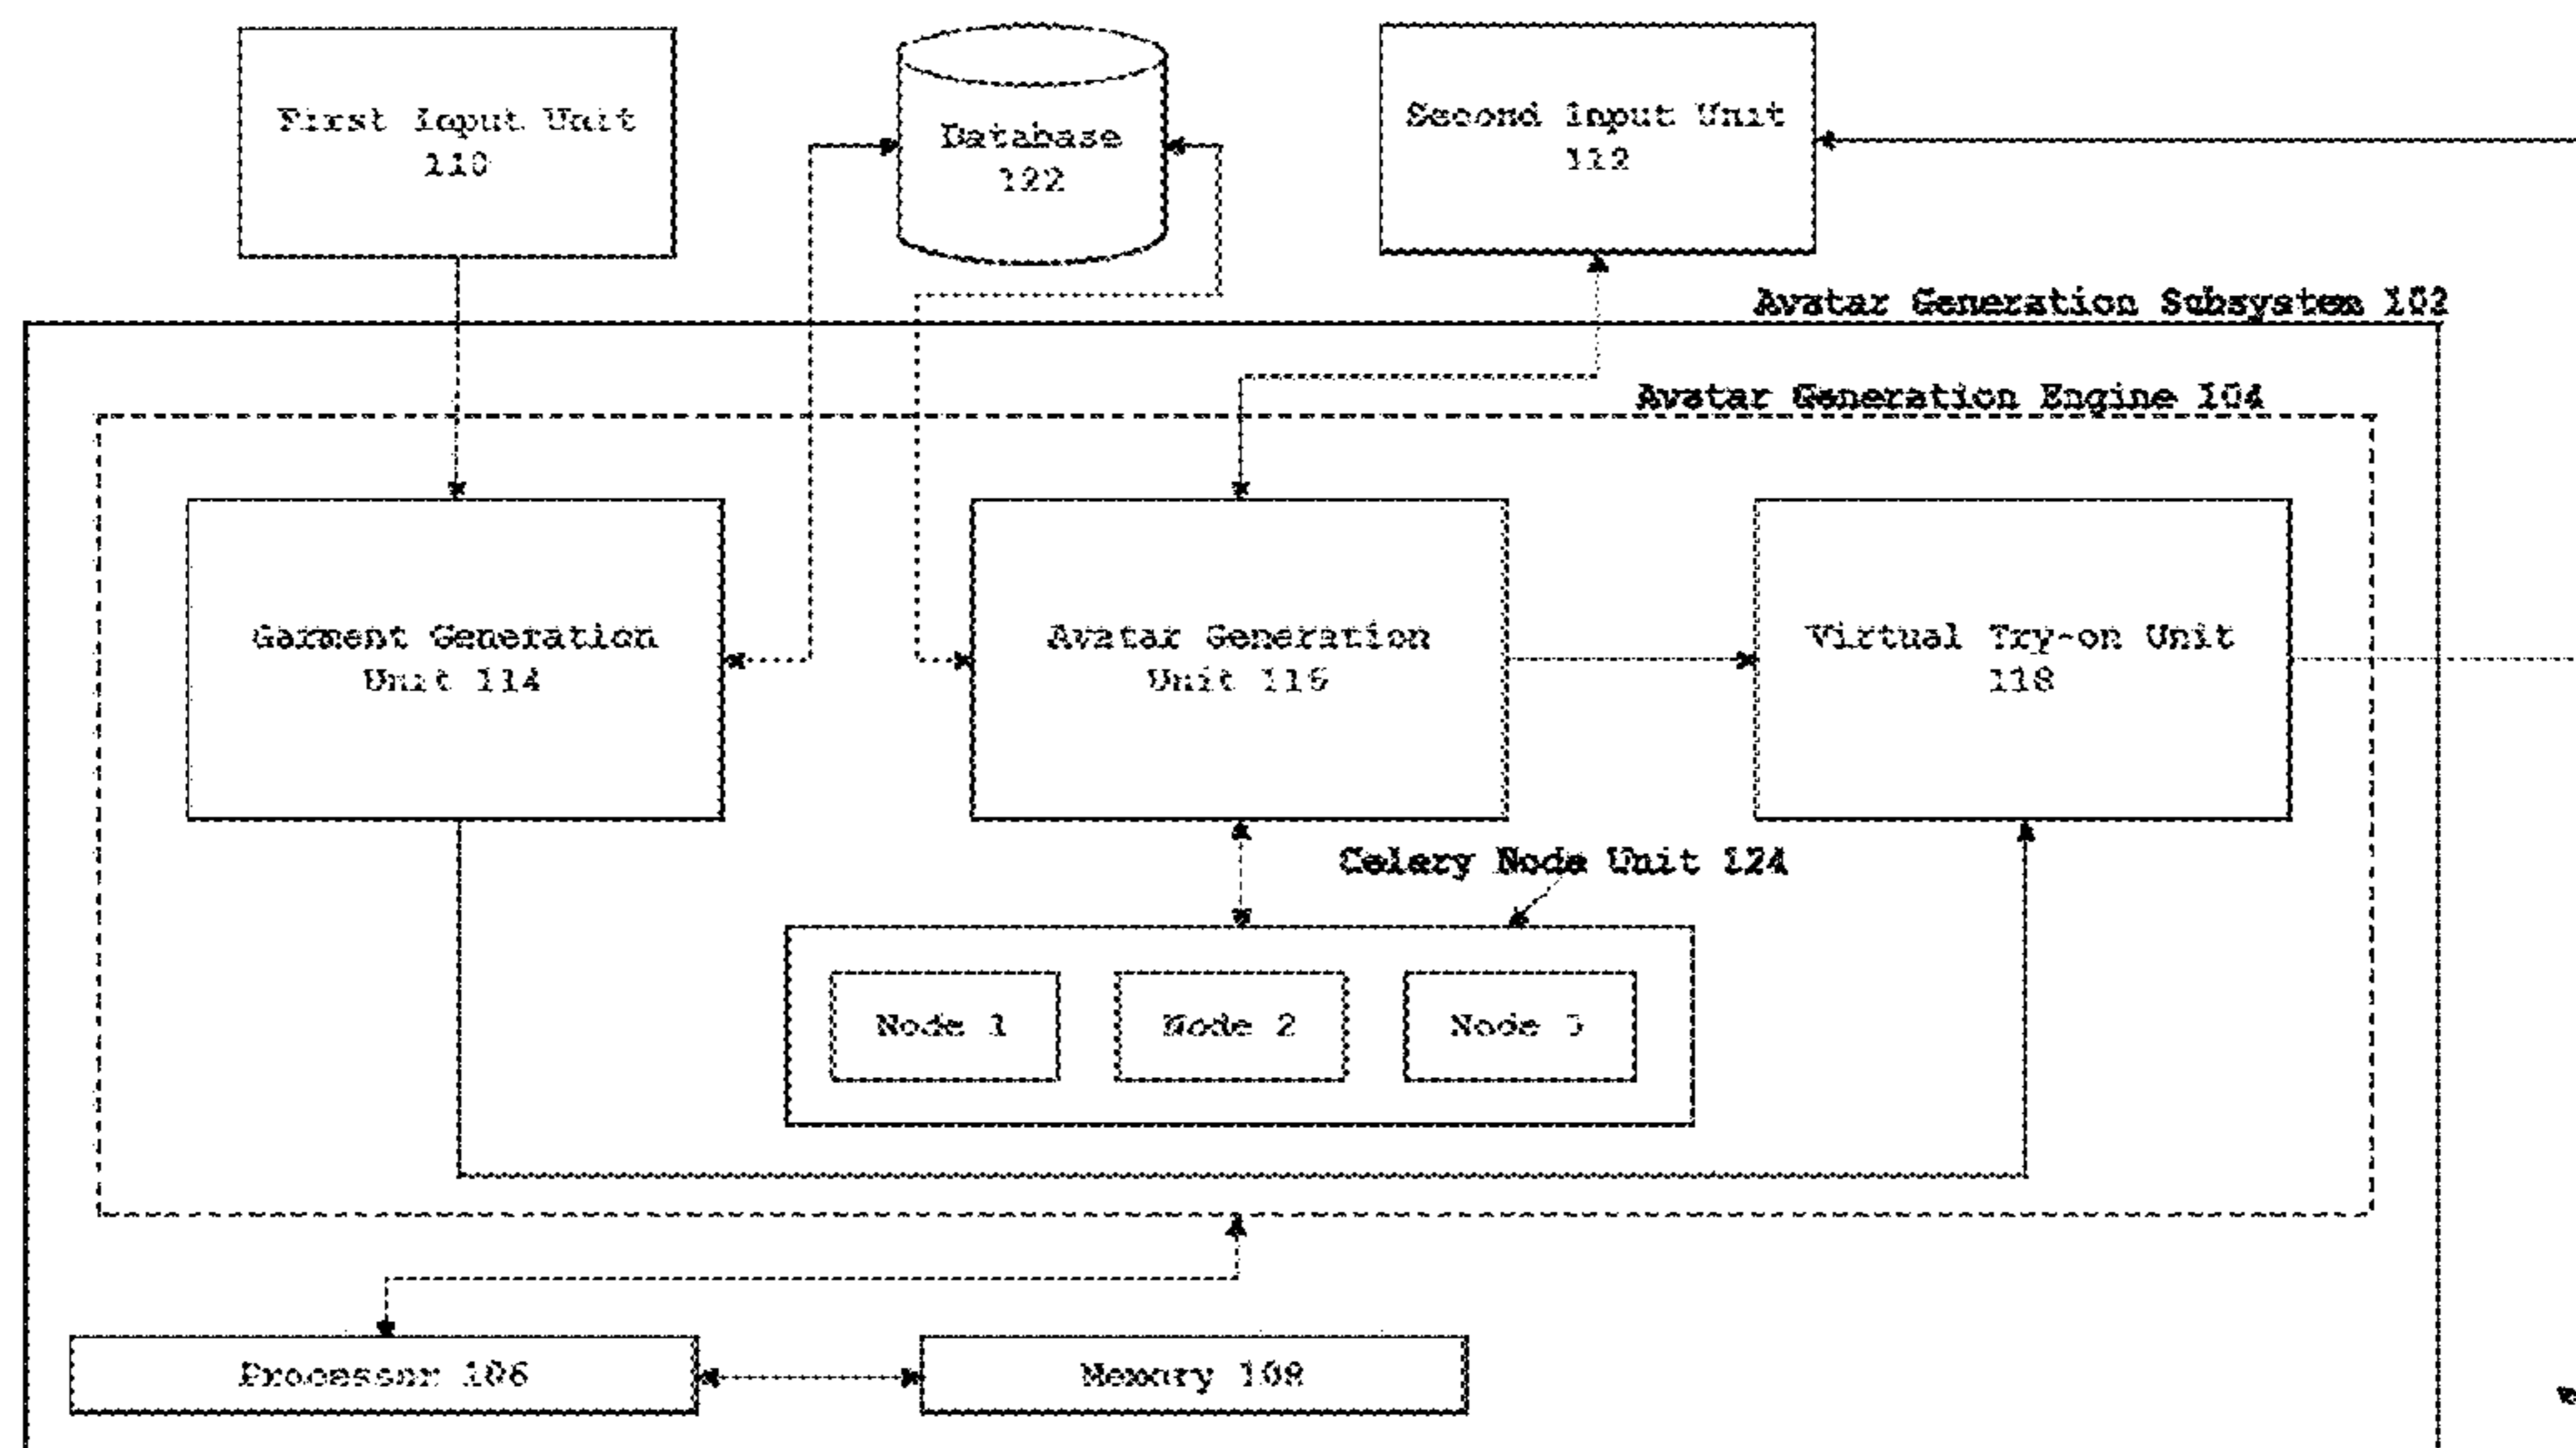 First Input Unit
110
Database
122
Second Input Unit
112
Avatar Generation Subsystem 102
Avatar Generation Engine 104
Garment Generation
Unit 114
Avatar Generation
Unit 116
Virtual Try-on Unit
118
Celery Node Unit 124
Node 1
Node 2
Node 3
Processor 106
Memory 108